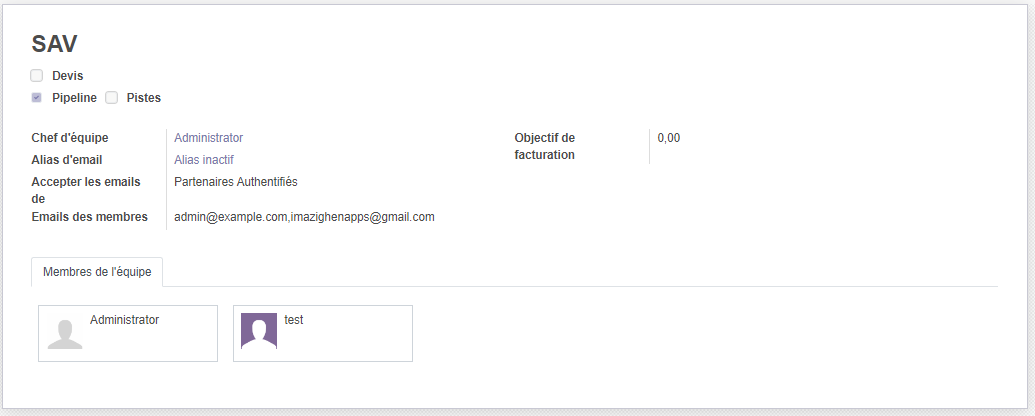 SAV
Devis
Pipeline Pistes
Chef d'équipe Administrator
Objectif de facturation 0,00
Alias d'email Alias inactif
Accepter les emails de Partenaires Authentifiés
Emails des membres admin@example.com,imazighenapps@gmail.com
Membres de l'équipe
Administrator test